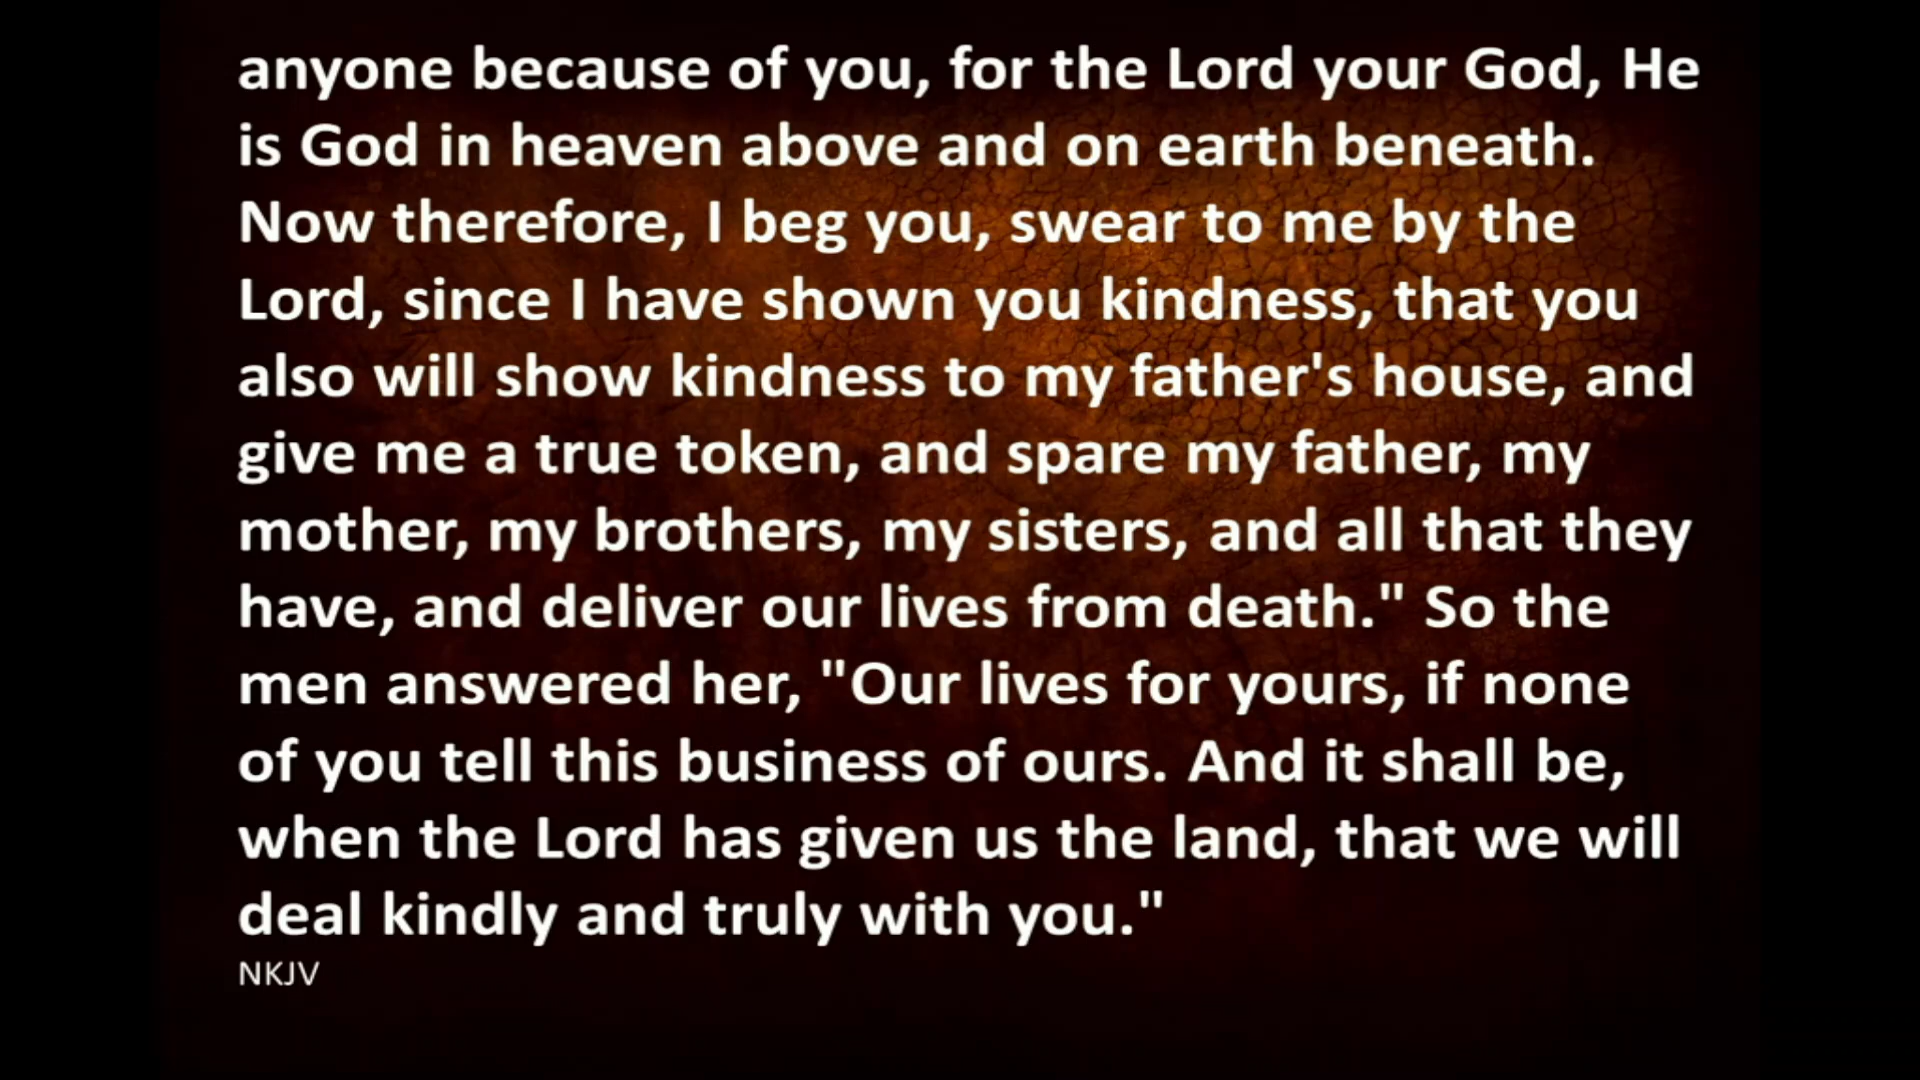 anyone because of you, for the Lord your God, He
is God in heaven above and on earth beneath.
Now therefore, I beg you, swear to me by the
Lord, since I have shown you kindness, that you
also will show kindness to my father's house, and
give me a true token, and spare my father, my
mother, my brothers, my sisters, and all that they
have, and deliver our lives from death." So the
men answered her, "Our lives for yours, if none
of you tell this business of ours. And it shall be,
when the Lord has given us the land, that we will
deal kindly and truly with you."
NKJV